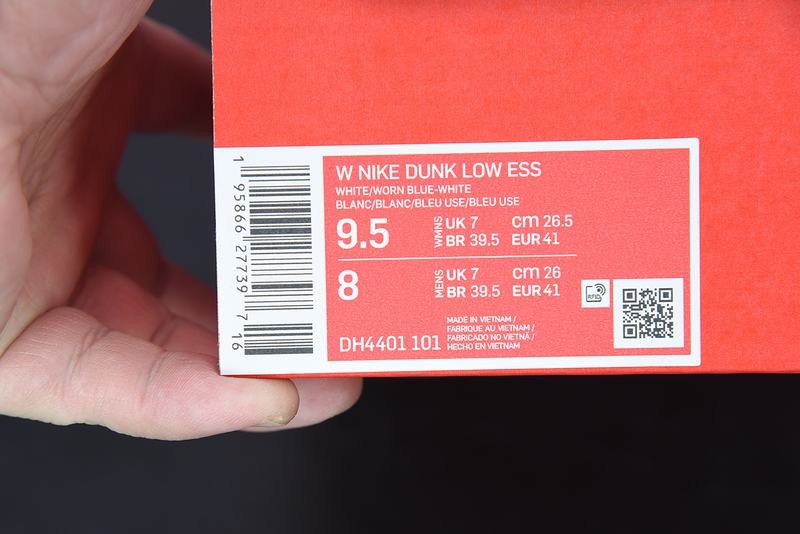 1 95866 27739 7 16
W NIKE DUNK LOW ESS
WHITE/WORN BLUE-WHITE
BLANC/BLANC/BLEU USE/BLEU USE
9.5 WMNS UK 7 cm 26.5
BR 39.5 EUR 41
8 MENS UK 7 cm 26
BR 39.5 EUR 41
RFID
DH4401 101
MADE IN VIETNAM /
FABRIQUE AU VIETNAM /
FABRICADO NO VIETNÃ /
HECHO EN VIETNAM